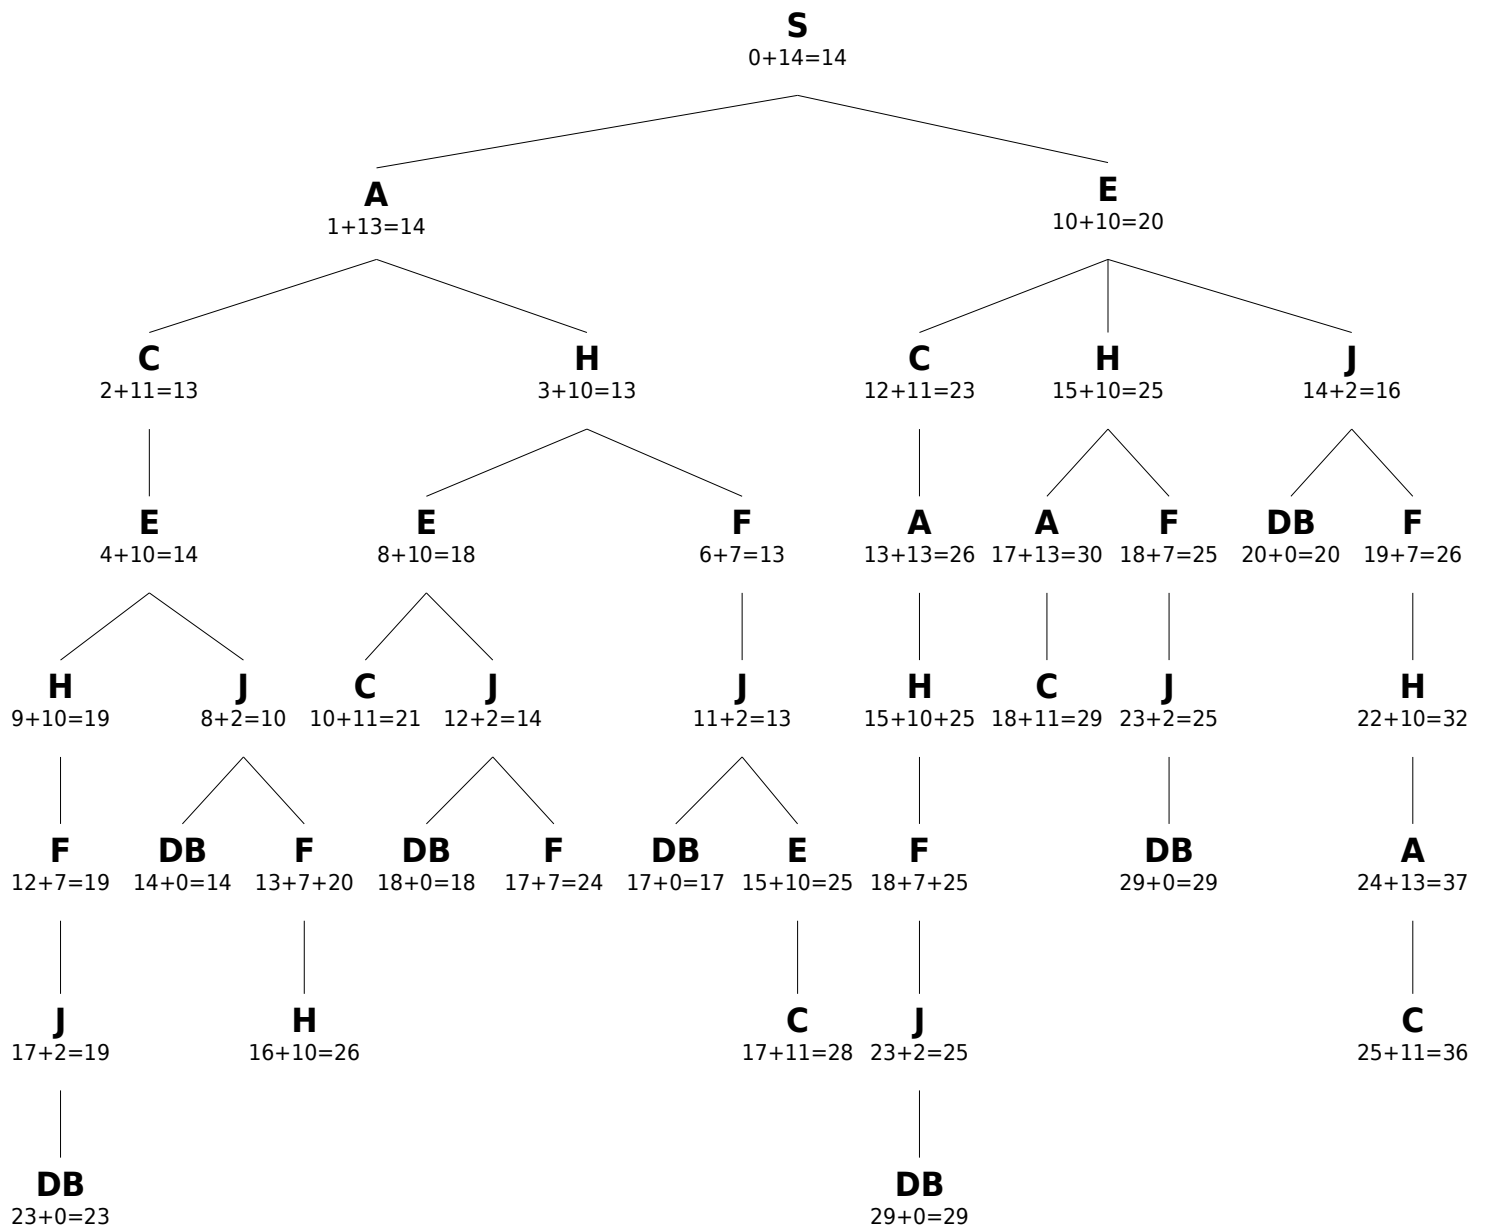 S
0+14=14
A
1+13=14
E
10+10=20
C
2+11=13
H
3+10=13
C
12+11=23
H
15+10=25
J
14+2=16
E
4+10=14
E
8+10=18
F
6+7=13
A
13+13=26
A
17+13=30
F
18+7=25
DB
20+0=20
F
19+7=26
H
9+10=19
J
8+2=10
C
10+11=21
J
12+2=14
J
11+2=13
H
15+10+25
C
18+11=29
J
23+2=25
H
22+10=32
F
12+7=19
DB
14+0=14
F
13+7+20
DB
18+0=18
F
17+7=24
DB
17+0=17
E
15+10=25
F
18+7+25
DB
29+0=29
A
24+13=37
J
17+2=19
H
16+10=26
C
17+11=28
J
23+2=25
C
25+11=36
DB
23+0=23
DB
29+0=29